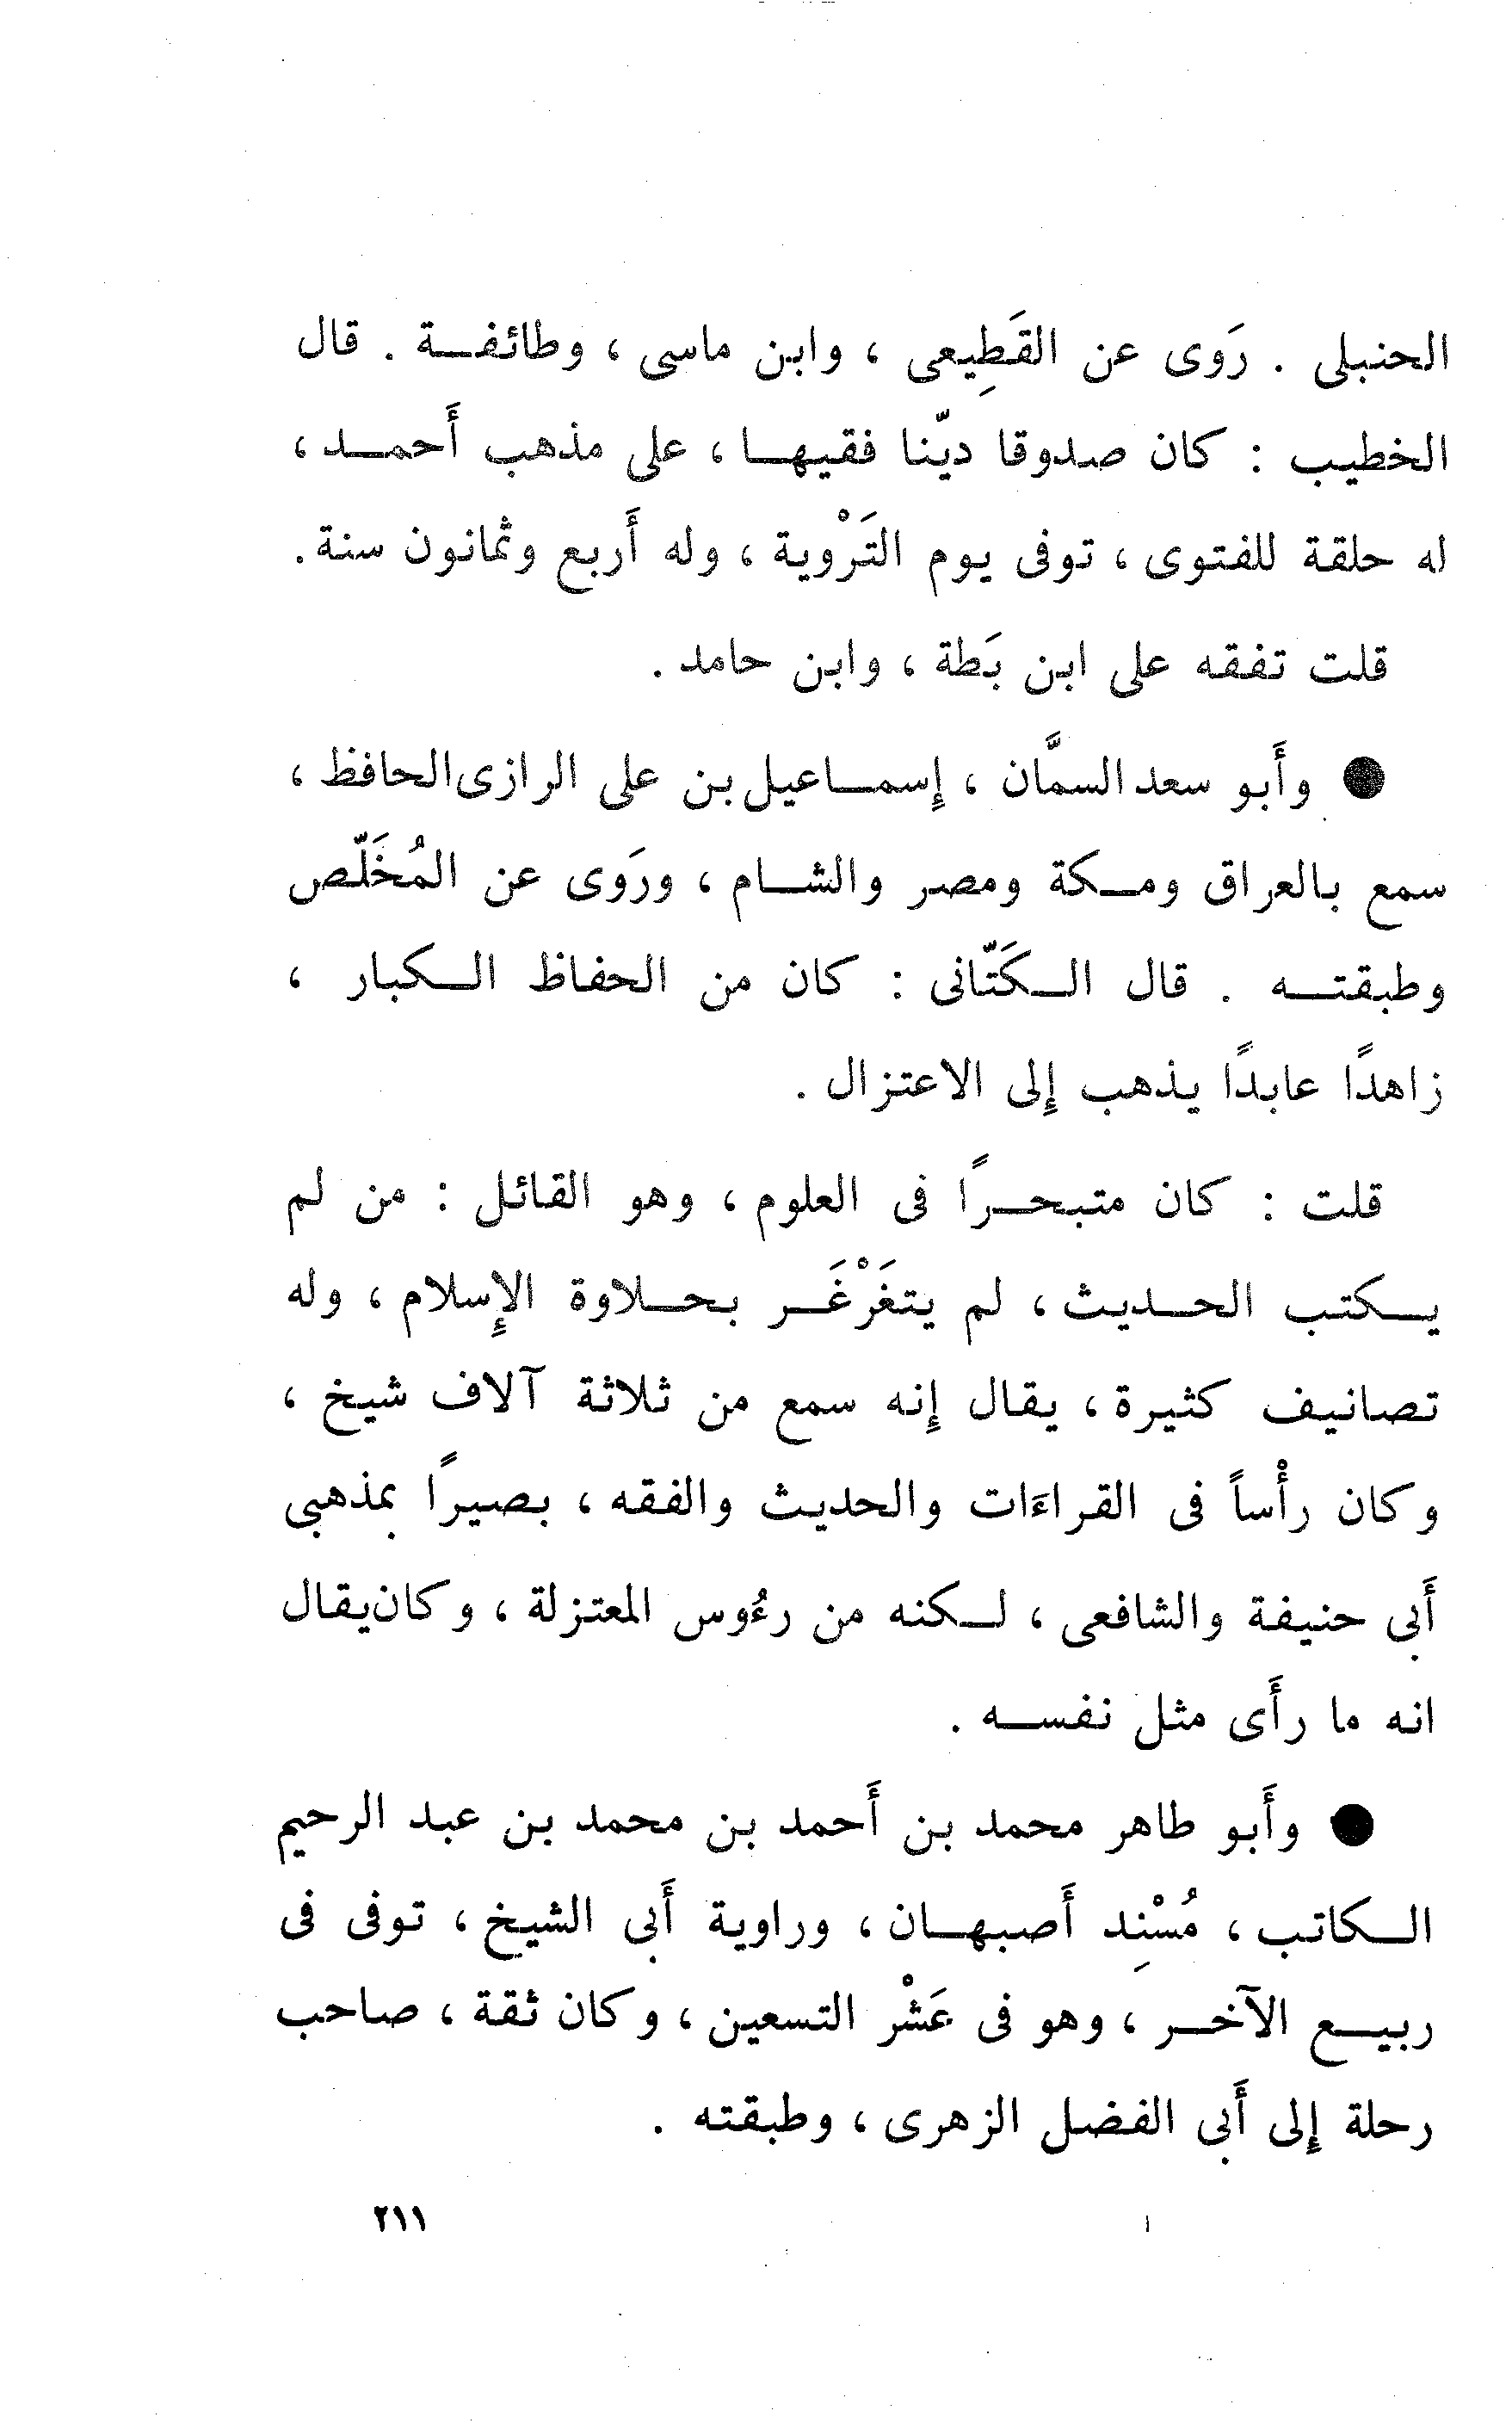 الحنبلى . رَوى عن القَطِيعى ، وابن ماسى ، وطائفة . قال
الخطيب : كان صدوقا ديّنا فقيها ، على مذهب أَحمد ،
له حلقة للفتوى ، توفى يوم التَرْوية ، وله أَربع وثمانون سنة .
قلت تفقه على ابن بَطة ، وابن حامد .
● وأَبو سعد السمَّان ، إسماعيل بن على الرازى الحافظ ،
سمع بالعراق ومكة ومصر والشام ، ورَوى عن المُخَلّص
وطبقته . قال الكَتّانى : كان من الحفاظ الكبار ،
زاهدًا عابدًا يذهب إلى الاعتزال .
قلت : كان متبحرًا فى العلوم ، وهو القائل : من لم
يكتب الحديث ، لم يتغَرْغَر بحلاوة الإسلام ، وله
تصانيف كثيرة ، يقال إنه سمع من ثلاثة آلاف شيخ ،
وكان رأْساً فى القراءَات والحديث والفقه ، بصيرًا بمذهبى
أَبى حنيفة والشافعى ، لكنه من رءُوس المعتزلة ، وكان يقال
انه ما رأَى مثل نفسه .
● وأَبو طاهر محمد بن أَحمد بن محمد بن عبد الرحيم
الكاتب ، مُسْنِد أَصبهان ، وراوية أَبى الشيخ ، توفى فى
ربيع الآخر ، وهو فى عَشْر التسعين ، وكان ثقة ، صاحب
رحلة إلى أَبى الفضل الزهرى ، وطبقته .
٢١١